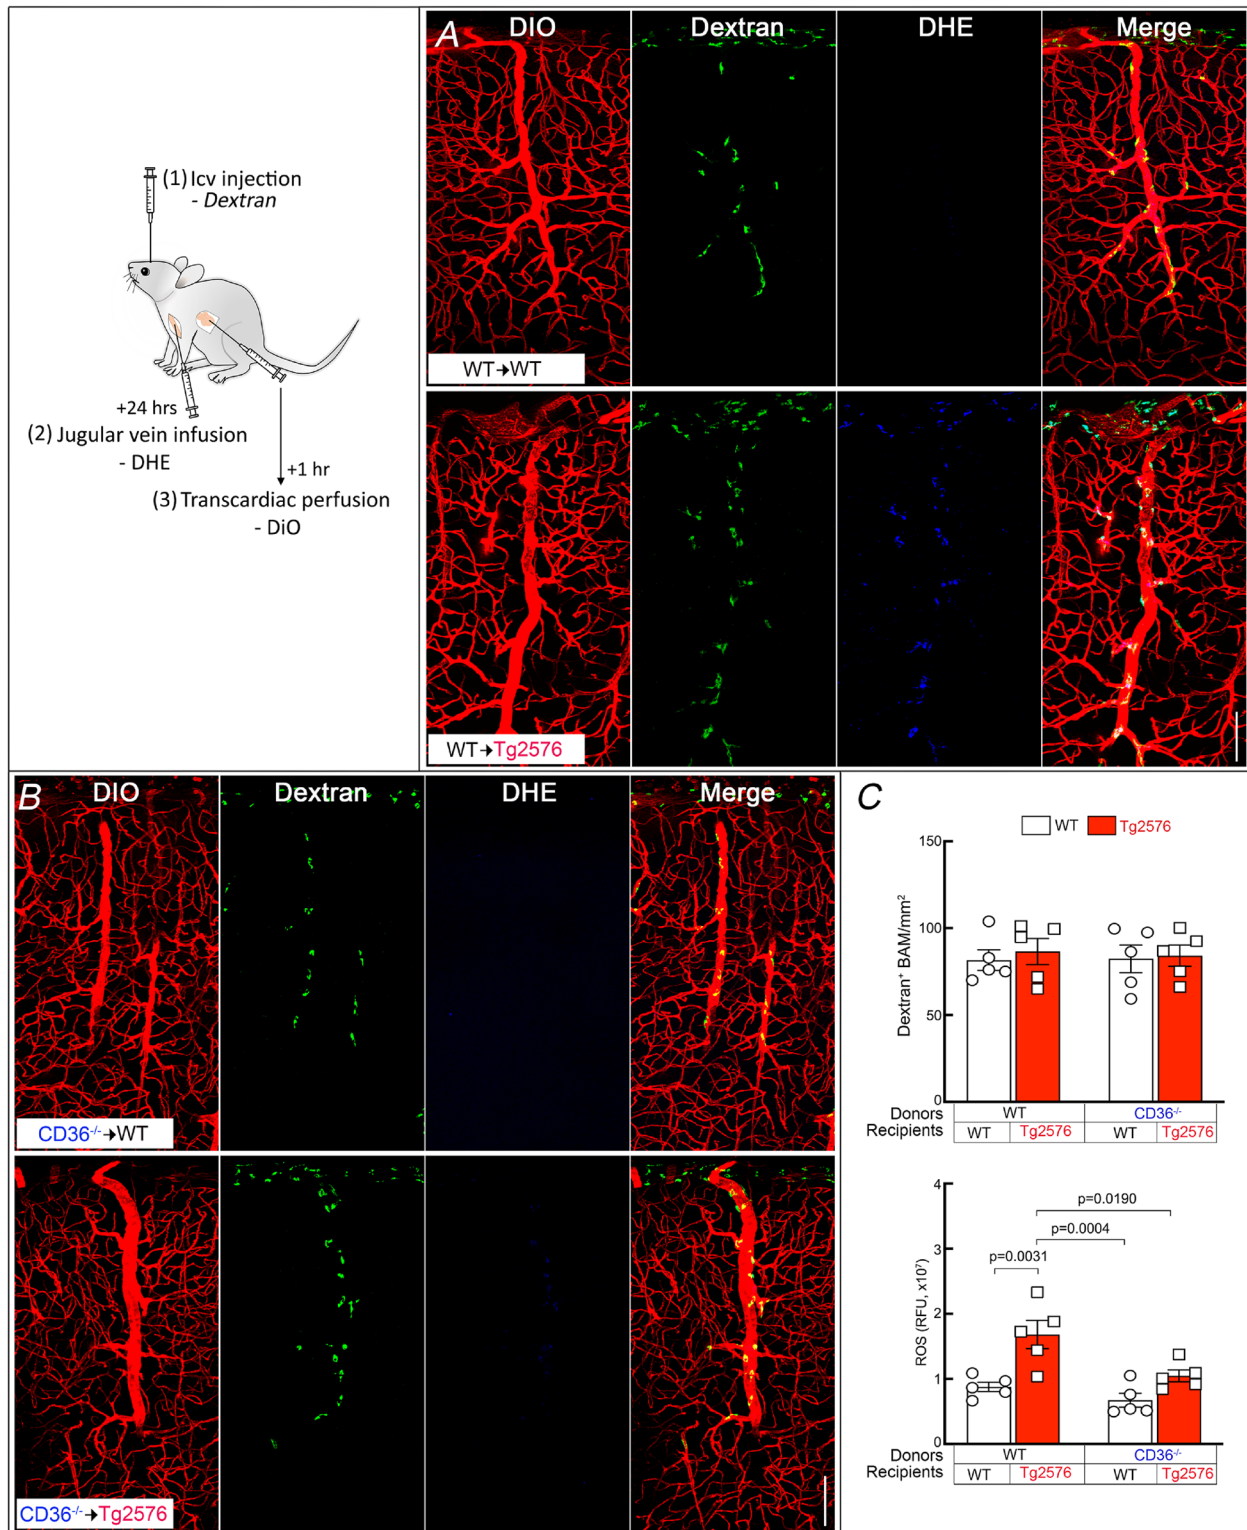 (1) Icv injection
- Dextran
+24 hrs
(2) Jugular vein infusion
- DHE
+1 hr
(3) Transcardiac perfusion
- DiO
A
DIO Dextran DHE Merge
WT→WT
WT→Tg2576
B
DIO Dextran DHE Merge
CD36-/-→WT
CD36-/-→Tg2576
C
WT Tg2576
Dextran+ BAM/mm²
150
100
50
0
Donors WT CD36-/-
Recipients WT Tg2576 WT Tg2576
ROS (RFU, x10⁷)
4
3
2
1
0
p=0.0190
p=0.0004
p=0.0031
Donors WT CD36-/-
Recipients WT Tg2576 WT Tg2576